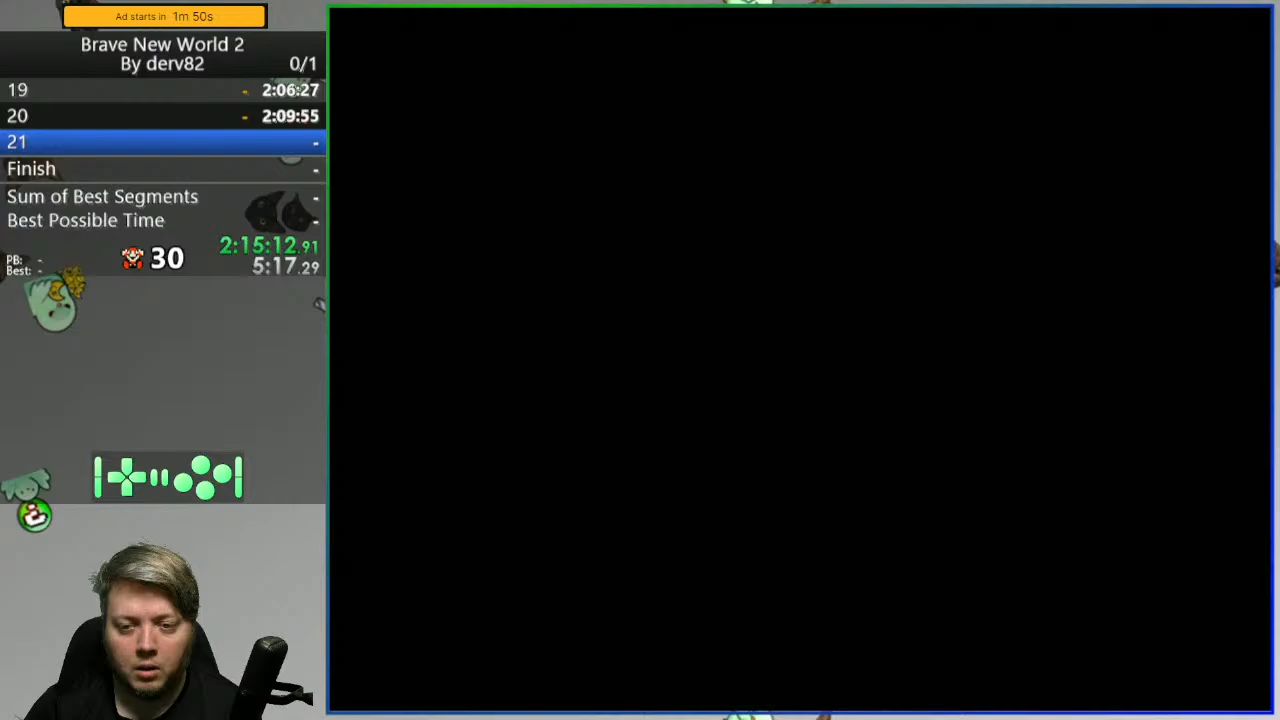 Ad starts in 1m 50s
Brave New World 2
By derv82 0/1
19 - 2:06:27
20 - 2:09:55
21 -
Finish -
Sum of Best Segments -
Best Possible Time -
PB: - 30 2:15:12.91
Best: - 5:17.29